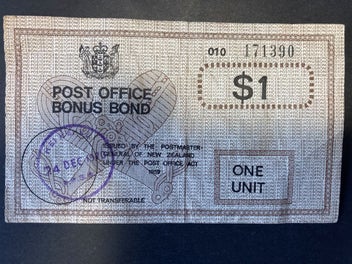 010 171390
POST OFFICE
BONUS BOND
$1
ISSUED BY THE POSTMASTER-
GENERAL OF NEW ZEALAND
UNDER THE POST OFFICE ACT
1959
24 DEC
ONE
UNIT
NOT TRANSFERABLE